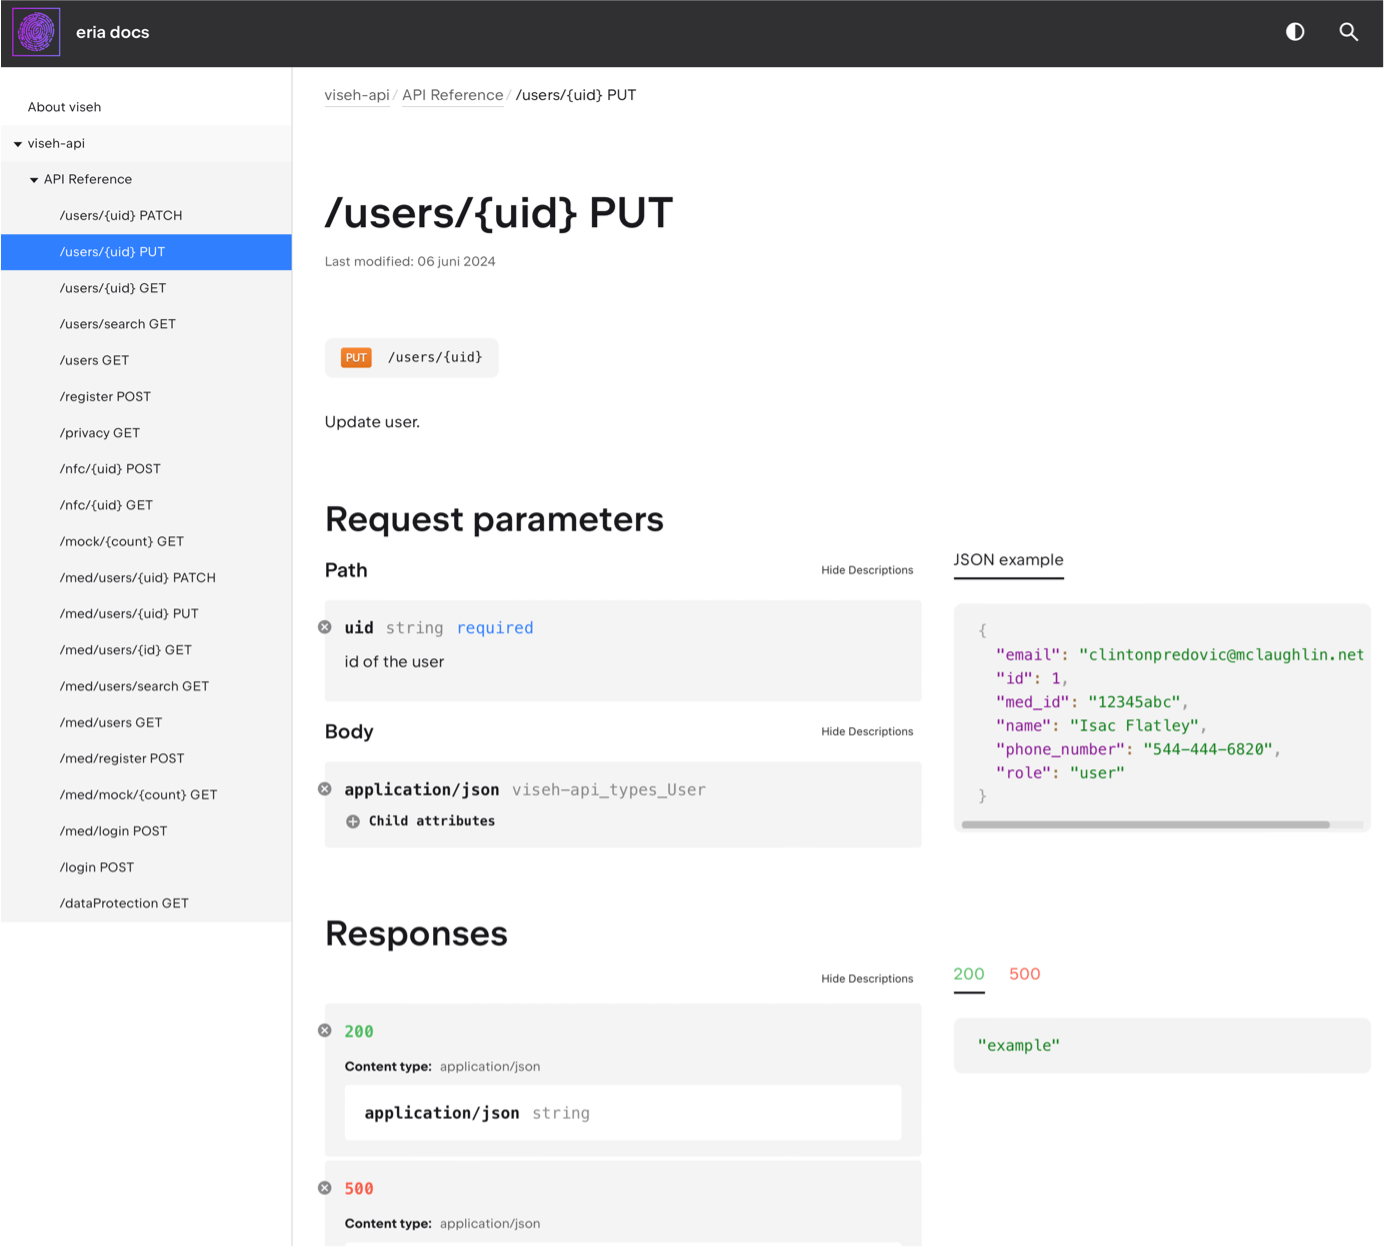 eria docs
About viseh
viseh-api
API Reference
/users/{uid} PATCH
/users/{uid} PUT
/users/{uid} GET
/users/search GET
/users GET
/register POST
/privacy GET
/nfc/{uid} POST
/nfc/{uid} GET
/mock/{count} GET
/med/users/{uid} PATCH
/med/users/{uid} PUT
/med/users/{id} GET
/med/users/search GET
/med/users GET
/med/register POST
/med/mock/{count} GET
/med/login POST
/login POST
/dataProtection GET
viseh-api / API Reference / /users/{uid} PUT
/users/{uid} PUT
Last modified: 06 juni 2024
PUT /users/{uid}
Update user.
Request parameters
Path Hide Descriptions
uid string required
id of the user
Body Hide Descriptions
application/json viseh-api_types_User
Child attributes
JSON example
{
"email": "clintonpredovic@mclaughlin.net
"id": 1,
"med_id": "12345abc",
"name": "Isac Flatley",
"phone_number": "544-444-6820",
"role": "user"
}
Responses
Hide Descriptions
200
Content type: application/json
application/json string
500
Content type: application/json
200 500
"example"